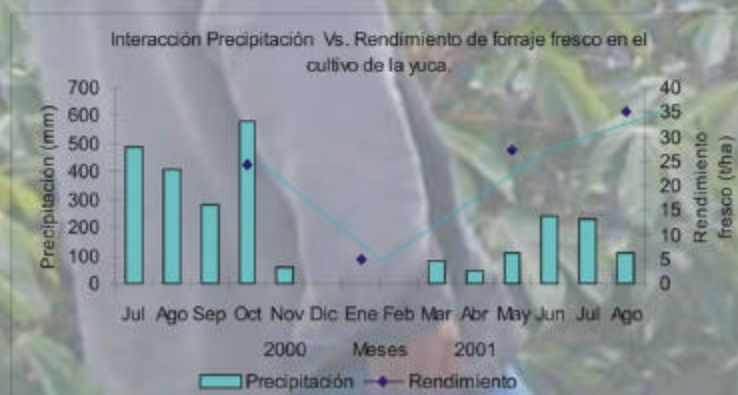 Interacción Precipitación Vs. Rendimiento de forraje fresco en el
cultivo de la yuca.
Precipitación (mm)
700
600
500
400
300
200
100
0
40
35
30
25
20
15
10
5
0
Rendimiento
fresco (t/ha)
Jul Ago Sep Oct Nov Dic Ene Feb Mar Abr May Jun Jul Ago
2000 Meses 2001
Precipitación Rendimiento